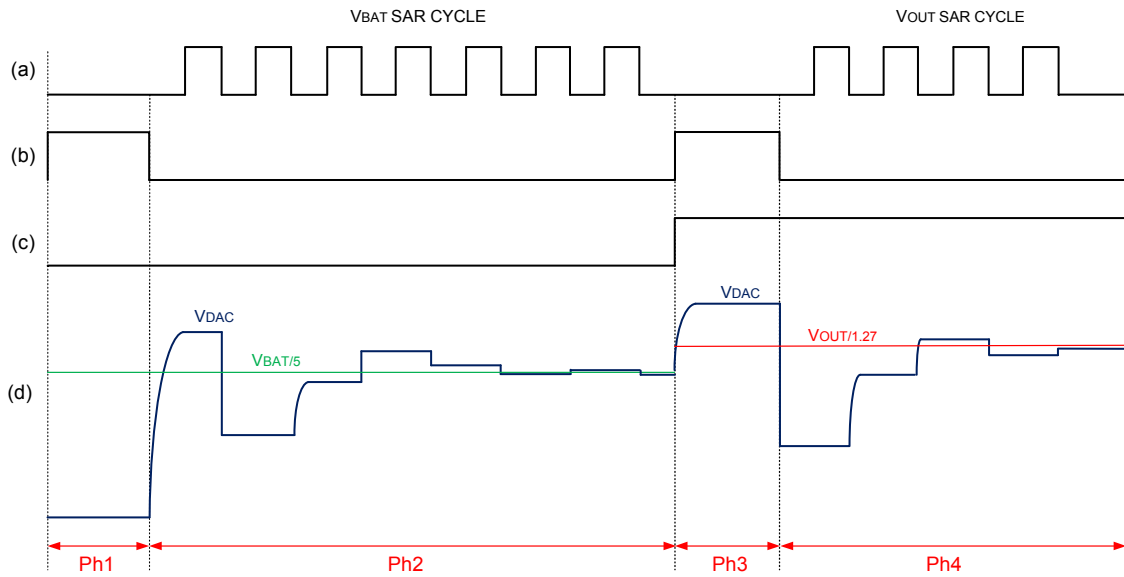 VBAT SAR CYCLE
VOUT SAR CYCLE
(a)
(b)
(c)
VDAC
VDAC
VBAT/5
VOUT/1.27
(d)
Ph1
Ph2
Ph3
Ph4